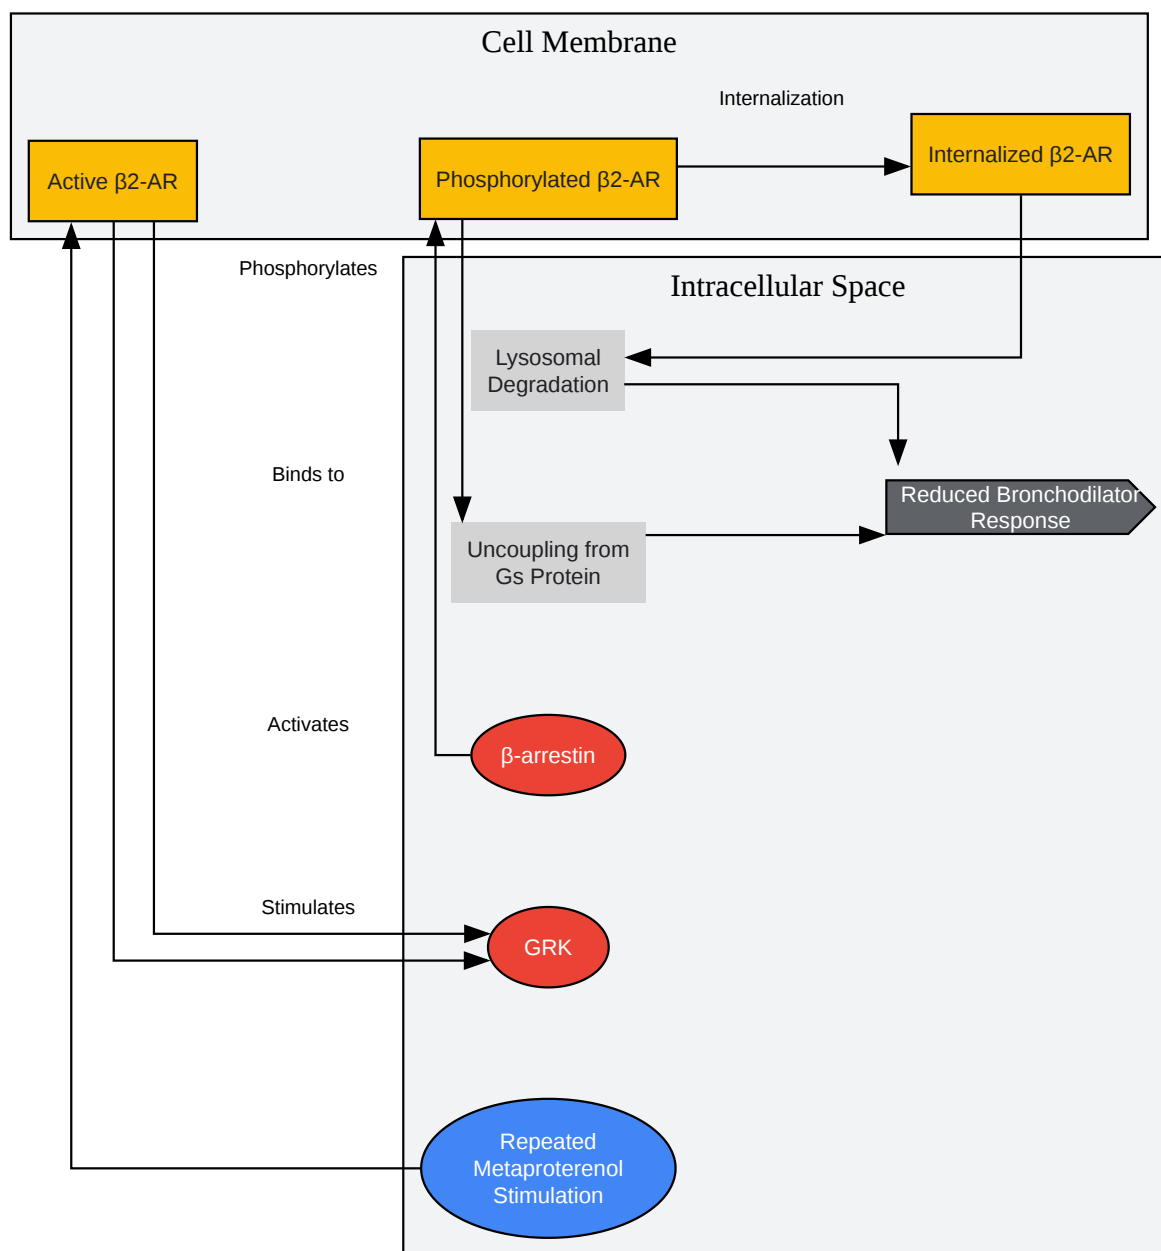 Cell Membrane
Internalization
Active β2-AR
Phosphorylated β2-AR
Internalized β2-AR
Phosphorylates
Intracellular Space
Lysosomal
Degradation
Binds to
Reduced Bronchodilator
Response
Uncoupling from
Gs Protein
Activates
β-arrestin
Stimulates
GRK
Repeated
Metaproterenol
Stimulation